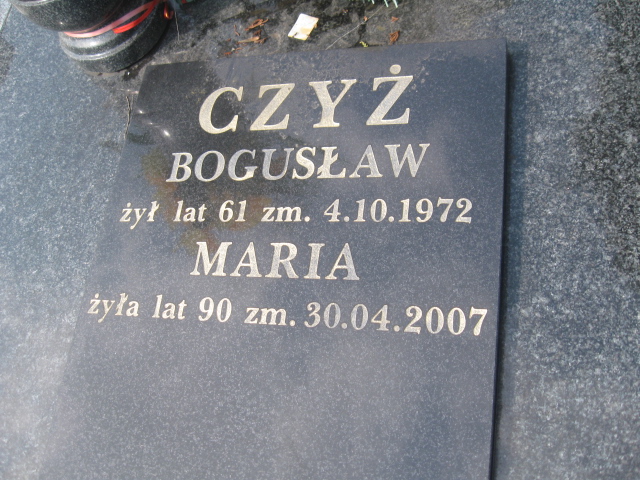 CZYŻ
BOGUSŁAW
żył lat 61 zm. 4.10.1972
MARIA
żyła lat 90 zm. 30.04.2007